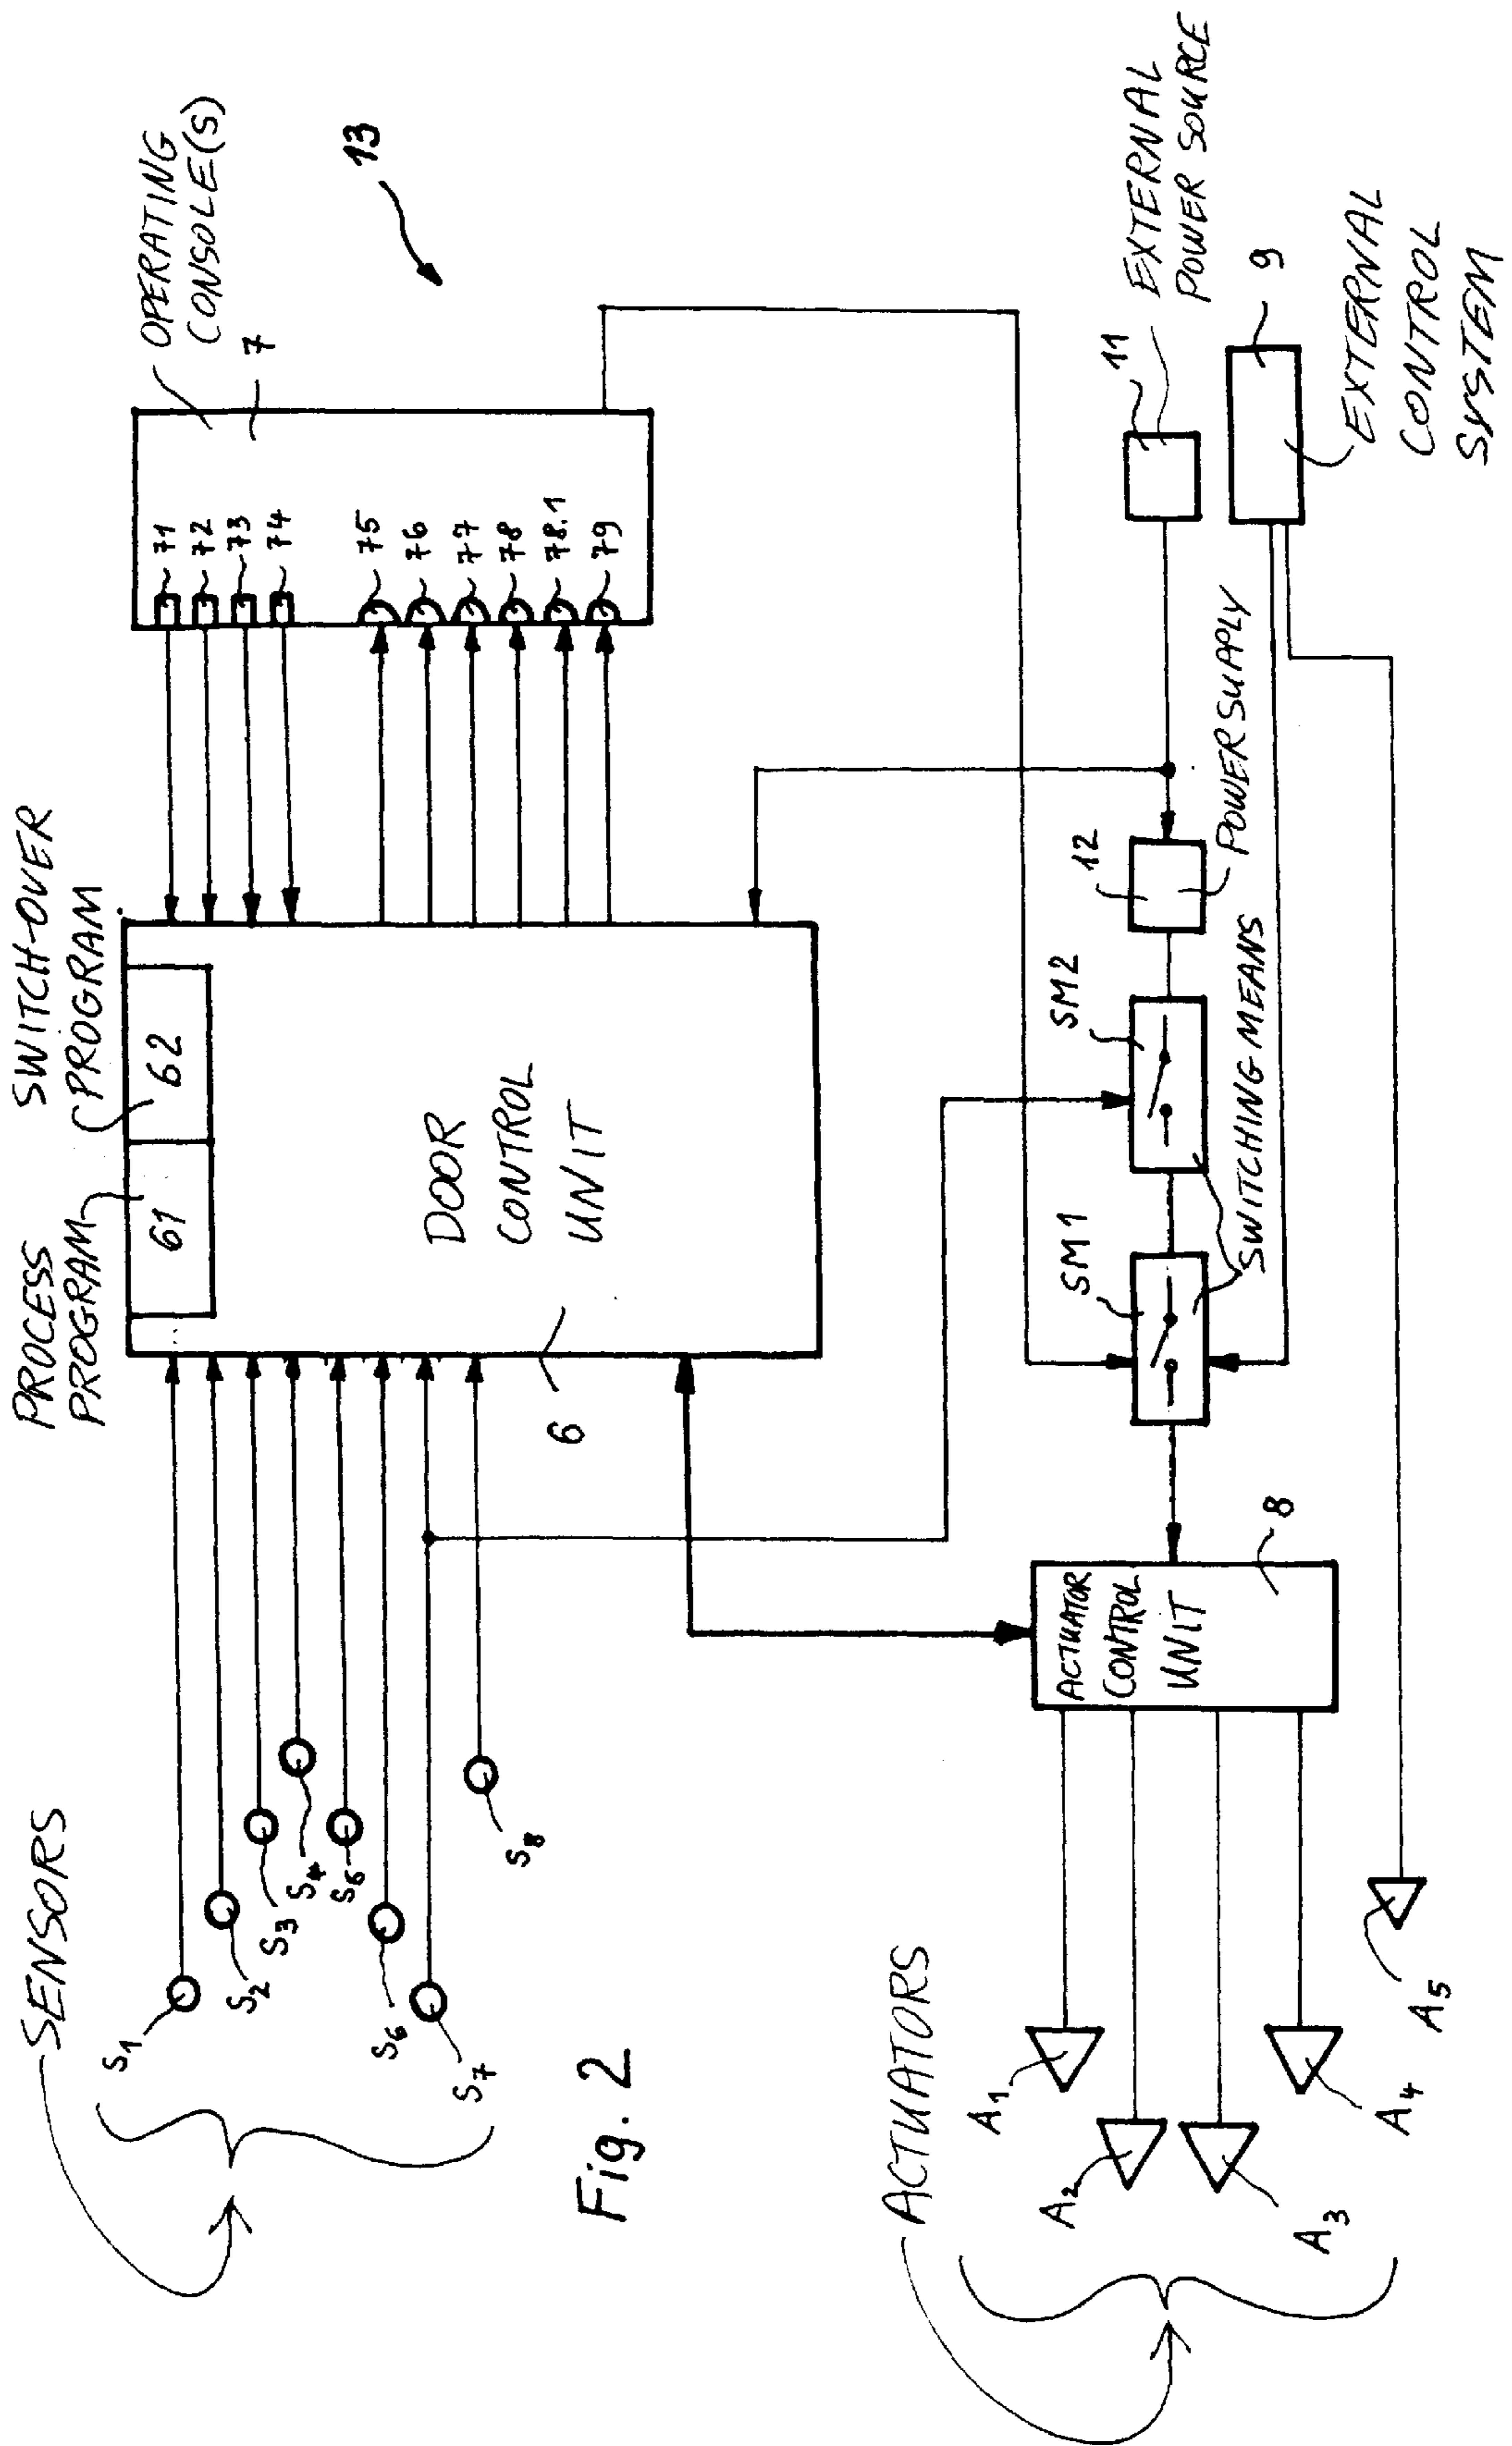 SENSORS
PROCESS
PROGRAM
SWITCH-OVER
PROGRAM
OPERATING
CONSOLE(S)
7
13
S1
S2
S3
S4
S6
S6
S7
S8
61
62
71
72
73
74
75
76
77
78
78.1
79
DOOR
CONTROL
UNIT
6
Fig. 2
ACTUATORS
A1
A2
A3
A4
A5
ACTUATOR
CONTROL
UNIT
8
SM1
SM2
SWITCHING MEANS
12
POWER SUPPLY
11
EXTERNAL
POWER SOURCE
9
EXTERNAL
CONTROL
SYSTEM